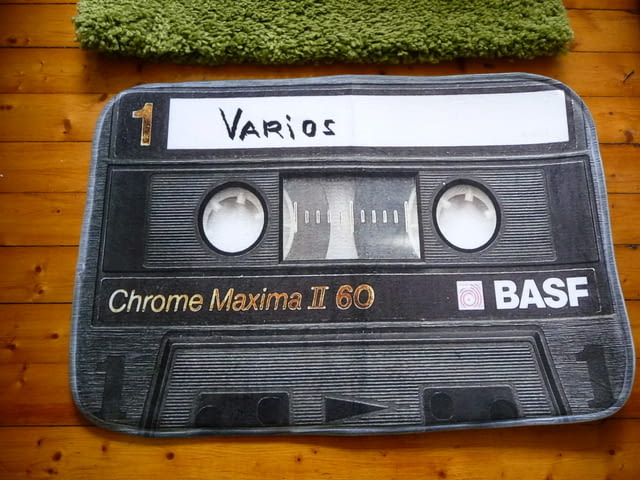 1 VARIOS
Chrome Maxima II 60 BASF
1 1